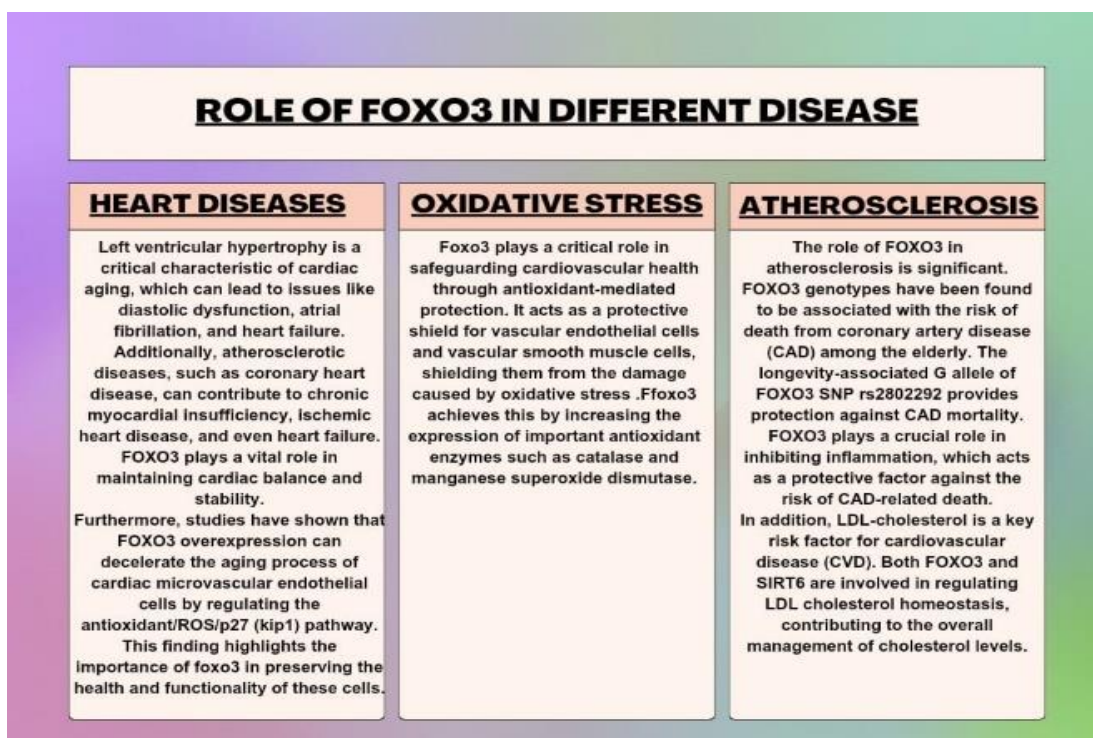 ROLE OF FOXO3 IN DIFFERENT DISEASE
HEART DISEASES
Left ventricular hypertrophy is a
critical characteristic of cardiac
aging, which can lead to issues like
diastolic dysfunction, atrial
fibrillation, and heart failure.
Additionally, atherosclerotic
diseases, such as coronary heart
disease, can contribute to chronic
myocardial insufficiency, ischemic
heart disease, and even heart failure.
FOXO3 plays a vital role in
maintaining cardiac balance and
stability.
Furthermore, studies have shown that
FOXO3 overexpression can
decelerate the aging process of
cardiac microvascular endothelial
cells by regulating the
antioxidant/ROS/p27 (kip1) pathway.
This finding highlights the
importance of foxo3 in preserving the
health and functionality of these cells.
OXIDATIVE STRESS
Foxo3 plays a critical role in
safeguarding cardiovascular health
through antioxidant-mediated
protection. It acts as a protective
shield for vascular endothelial cells
and vascular smooth muscle cells,
shielding them from the damage
caused by oxidative stress .Ffoxo3
achieves this by increasing the
expression of important antioxidant
enzymes such as catalase and
manganese superoxide dismutase.
ATHEROSCLEROSIS
The role of FOXO3 in
atherosclerosis is significant.
FOXO3 genotypes have been found
to be associated with the risk of
death from coronary artery disease
(CAD) among the elderly. The
longevity-associated G allele of
FOXO3 SNP rs2802292 provides
protection against CAD mortality.
FOXO3 plays a crucial role in
inhibiting inflammation, which acts
as a protective factor against the
risk of CAD-related death.
In addition, LDL-cholesterol is a key
risk factor for cardiovascular
disease (CVD). Both FOXO3 and
SIRT6 are involved in regulating
LDL cholesterol homeostasis,
contributing to the overall
management of cholesterol levels.